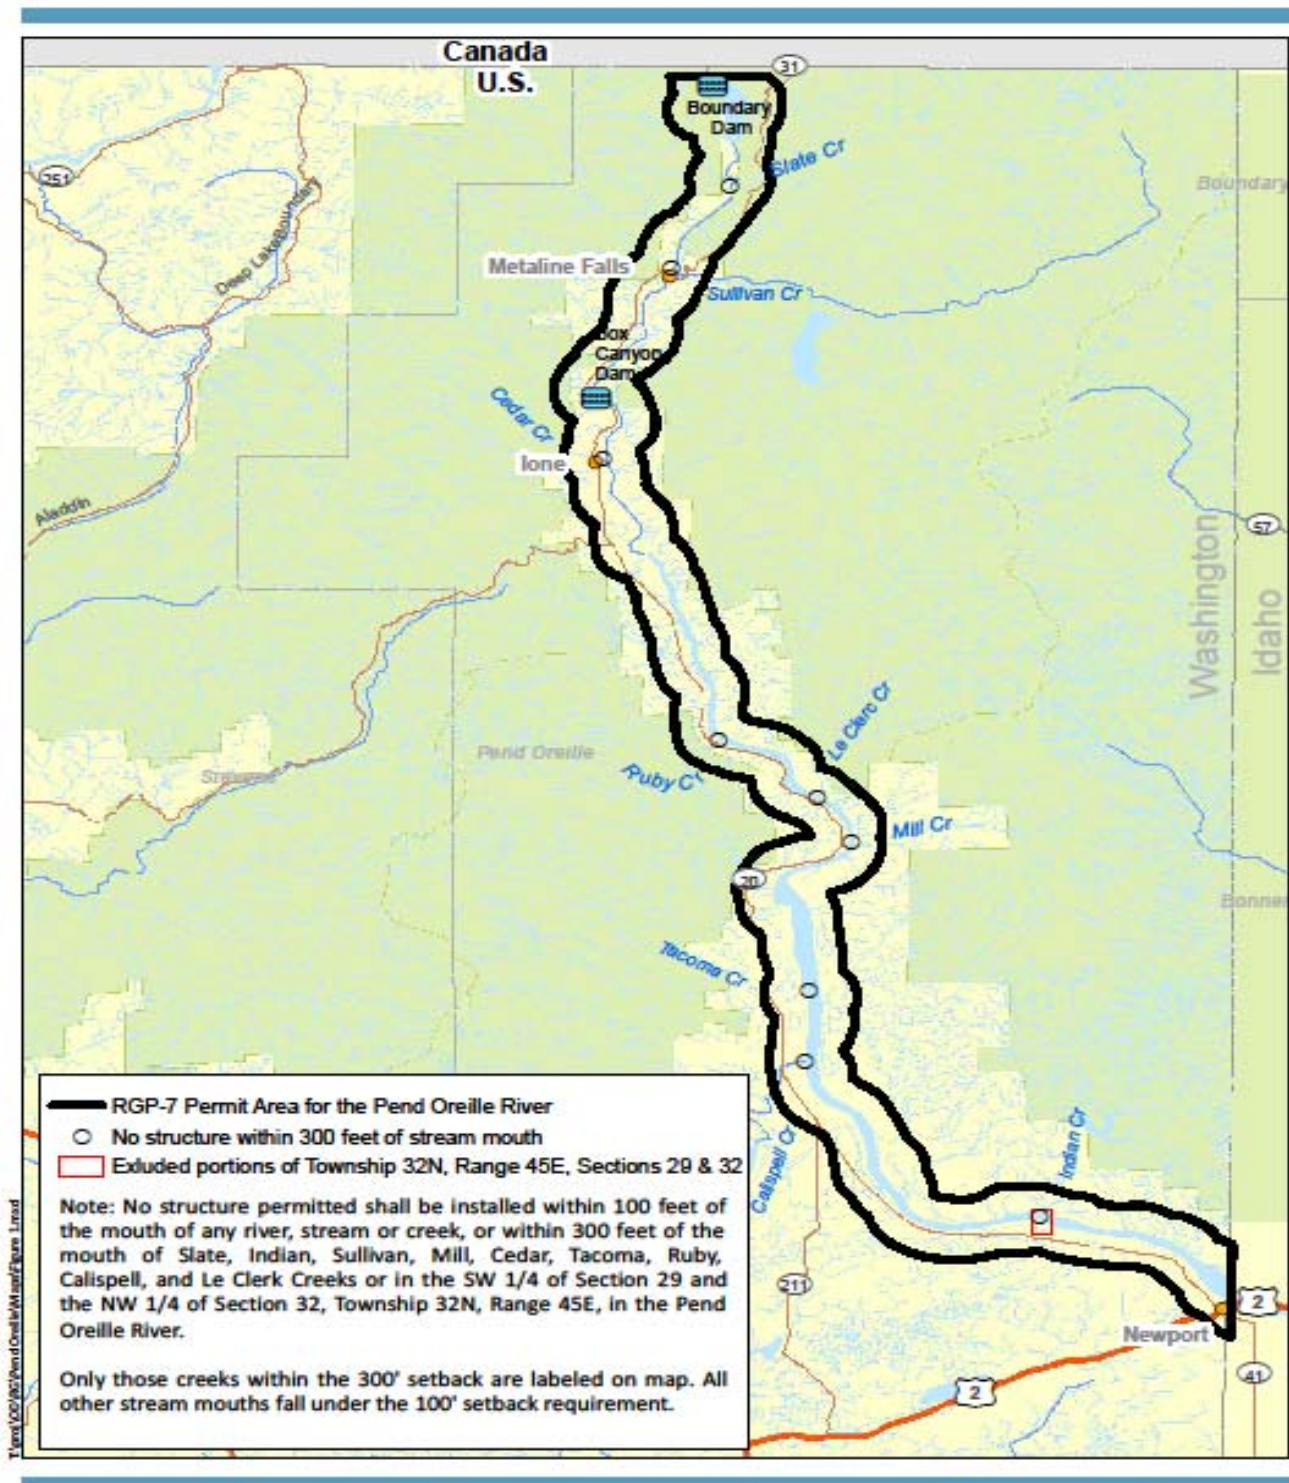 Canada
U.S.
31
Boundary
Dam
Slate Cr
251
Boundary
Deep Lake Boundary
Metaline Falls
Sullivan Cr
Box
Canyon
Dam
Cedar Cr
Ione
Aladdin
57
Washington
Idaho
Le Clerc Cr
Pend Oreille
Stevens
Ruby Cr
Mill Cr
20
Bonner
Tacoma Cr
RGP-7 Permit Area for the Pend Oreille River
No structure within 300 feet of stream mouth
Exluded portions of Township 32N, Range 45E, Sections 29 & 32
Calispell Cr
Indian Cr
Note: No structure permitted shall be installed within 100 feet of
the mouth of any river, stream or creek, or within 300 feet of the
mouth of Slate, Indian, Sullivan, Mill, Cedar, Tacoma, Ruby,
Calispell, and Le Clerk Creeks or in the SW 1/4 of Section 29 and
the NW 1/4 of Section 32, Township 32N, Range 45E, in the Pend
Oreille River.
Only those creeks within the 300' setback are labeled on map. All
other stream mouths fall under the 100' setback requirement.
211
2
Newport
2
41